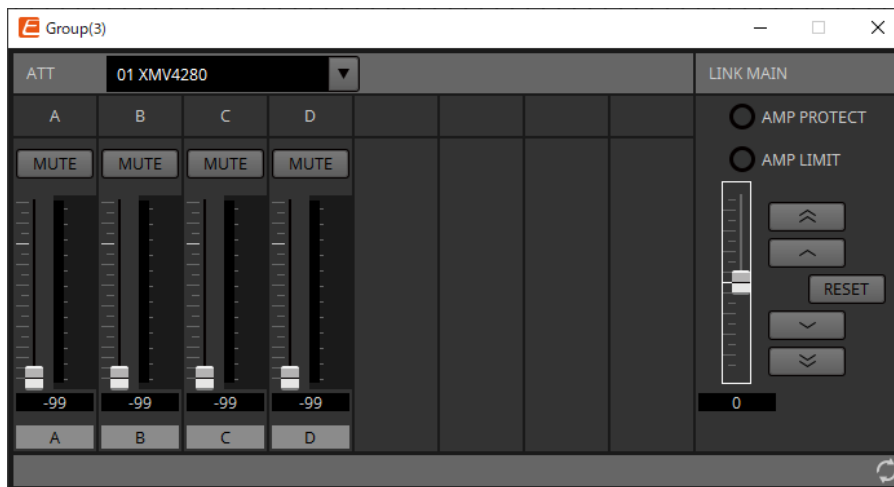 Group(3)
ATT 01 XMV4280 LINK MAIN
A B C D
AMP PROTECT
MUTE MUTE MUTE MUTE
AMP LIMIT
RESET
-99 -99 -99 -99 0
A B C D